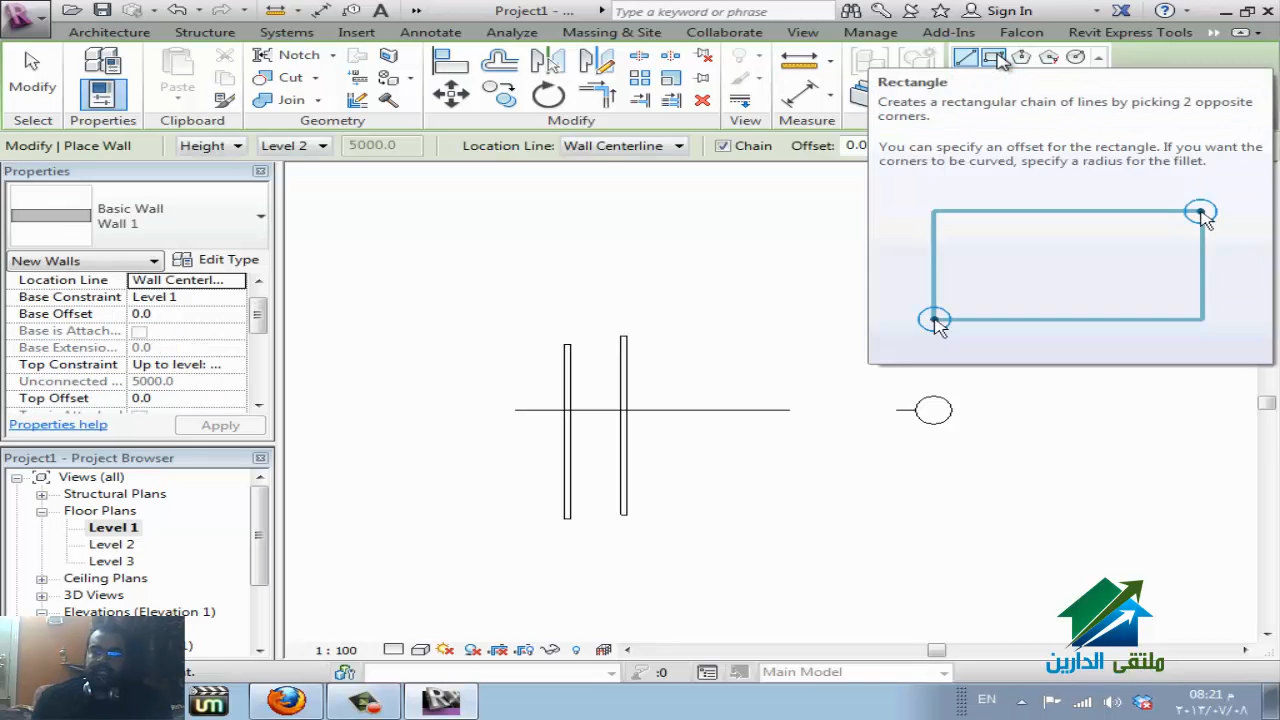 Project1 - ...
Type a keyword or phrase
Sign In
Architecture
Structure
Systems
Insert
Annotate
Analyze
Massing & Site
Collaborate
View
Manage
Add-Ins
Falcon
Revit Express Tools
Modify
Paste
Notch
Cut
Join
Select
Properties
Clipboard
Geometry
Modify
View
Measure
Rectangle
Creates a rectangular chain of lines by picking 2 opposite
corners.
You can specify an offset for the rectangle. If you want the
corners to be curved, specify a radius for the fillet.
Modify | Place Wall
Height
Level 2
5000.0
Location Line:
Wall Centerline
Chain
Offset:
0.0
Properties
Basic Wall
Wall 1
New Walls
Edit Type
Location Line
Wall Centerl...
Base Constraint
Level 1
Base Offset
0.0
Base is Attach...
Base Extensio...
0.0
Top Constraint
Up to level: ...
Unconnected ...
5000.0
Top Offset
0.0
Properties help
Apply
Project1 - Project Browser
Views (all)
Structural Plans
Floor Plans
Level 1
Level 2
Level 3
Ceiling Plans
3D Views
Elevations (Elevation 1)
1 : 100
:0
Main Model
ملتقى الدارين
EN
08:21 م
٢٠١٣/٠٧/٠٨